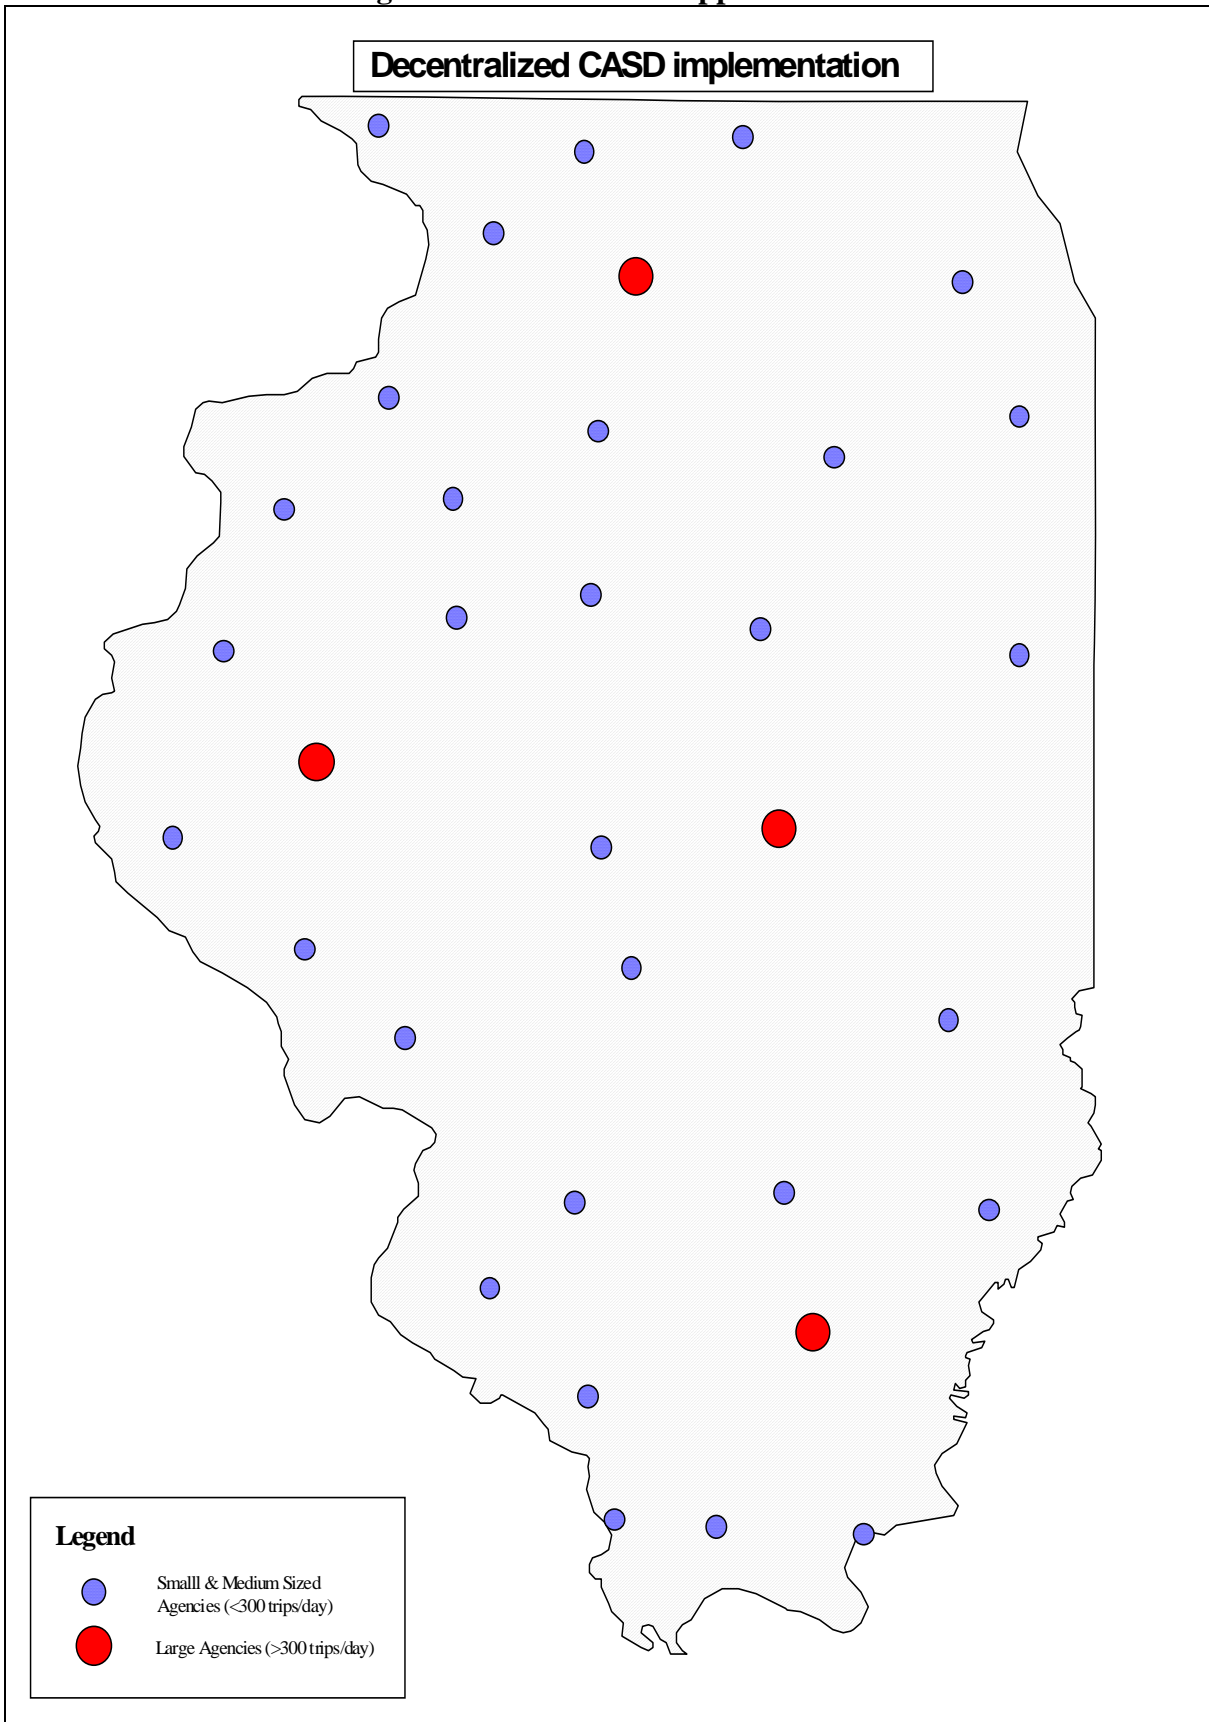 Decentralized CASD implementation
Legend
Smalll & Medium Sized
Agencies (<300 trips/day)
Large Agencies (>300 trips/day)